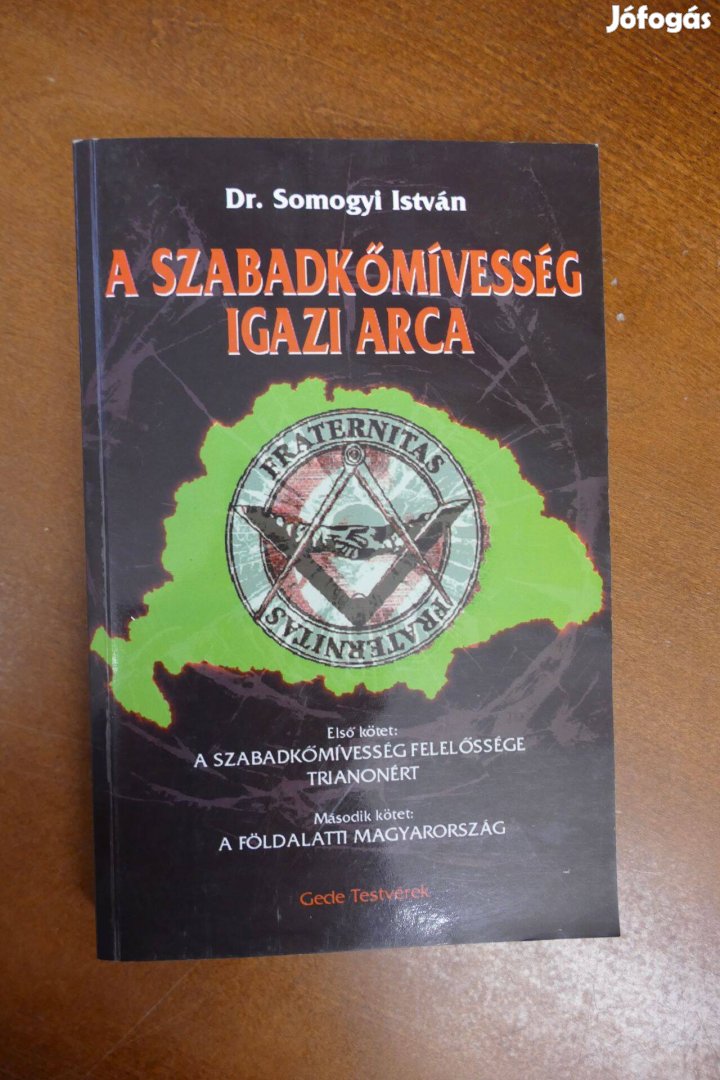 Jófogás
Dr. Somogyi István
A SZABADKŐMÍVESSÉG
IGAZI ARCA
FRATERNITAS
FRATERNITAS
Első kötet:
A SZABADKŐMÍVESSÉG FELELŐSSÉGE
TRIANONÉRT
Második kötet:
A FÖLDALATTI MAGYARORSZÁG
Gede Testvérek